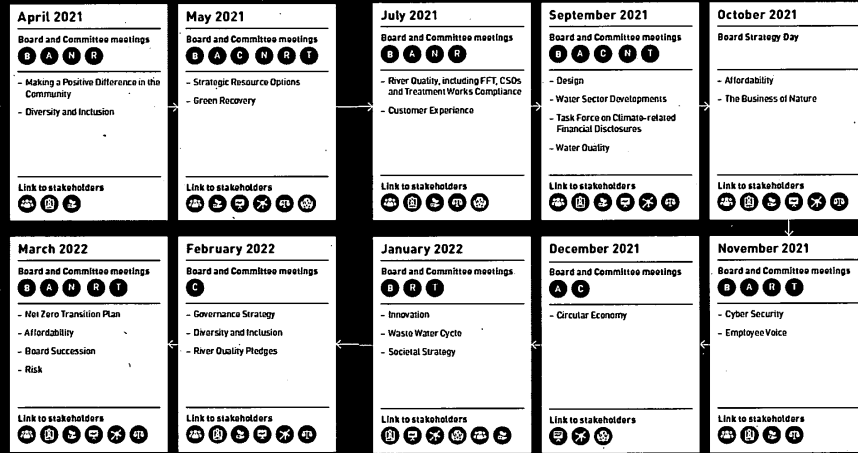 April 2021
Board and Committee meetings
B A N R
- Making a Positive Difference in the
Community
- Diversity and Inclusion
Link to stakeholders
May 2021
Board and Committee meetings
B A C N R T
- Strategic Resource Options
- Green Recovery
Link to stakeholders
July 2021
Board and Committee meetings
B A N R
- River Quality, including FFT, CSOs
and Treatment Works Compliance
- Customer Experience
Link to stakeholders
September 2021
Board and Committee meetings
B A C N T
- Design
- Water Sector Developments
- Task Force on Climate-related
Financial Disclosures
- Water Quality
Link to stakeholders
October 2021
Board Strategy Day
- Affordability
- The Business of Nature
Link to stakeholders
March 2022
Board and Committee meetings
B A N R T
- Net Zero Transition Plan
- Affordability
- Board Succession
- Risk
Link to stakeholders
February 2022
Board and Committee meetings
C
- Governance Strategy
- Diversity and Inclusion
- River Quality Pledges
Link to stakeholders
January 2022
Board and Committee meetings
B R T
- Innovation
- Waste Water Cycle
- Societal Strategy
Link to stakeholders
December 2021
Board and Committee meetings
A C
- Circular Economy
Link to stakeholders
November 2021
Board and Committee meetings
B A R T
- Cyber Security
- Employee Voice
Link to stakeholders